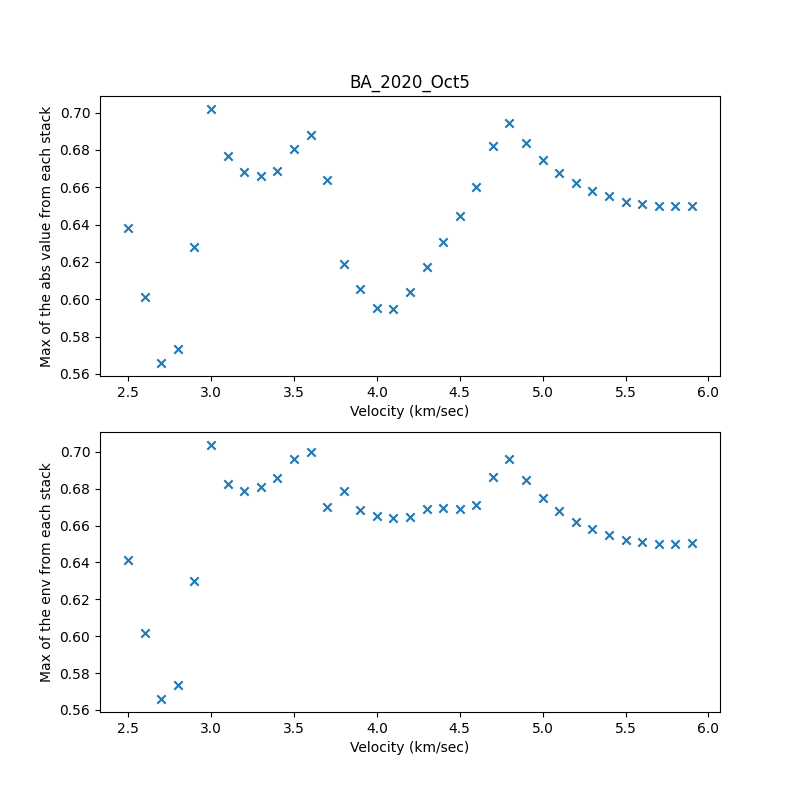 BA_2020_Oct5
Max of the abs value from each stack
0.70
0.68
0.66
0.64
0.62
0.60
0.58
0.56
2.5 3.0 3.5 4.0 4.5 5.0 5.5 6.0
Velocity (km/sec)
Max of the env from each stack
0.70
0.68
0.66
0.64
0.62
0.60
0.58
0.56
2.5 3.0 3.5 4.0 4.5 5.0 5.5 6.0
Velocity (km/sec)